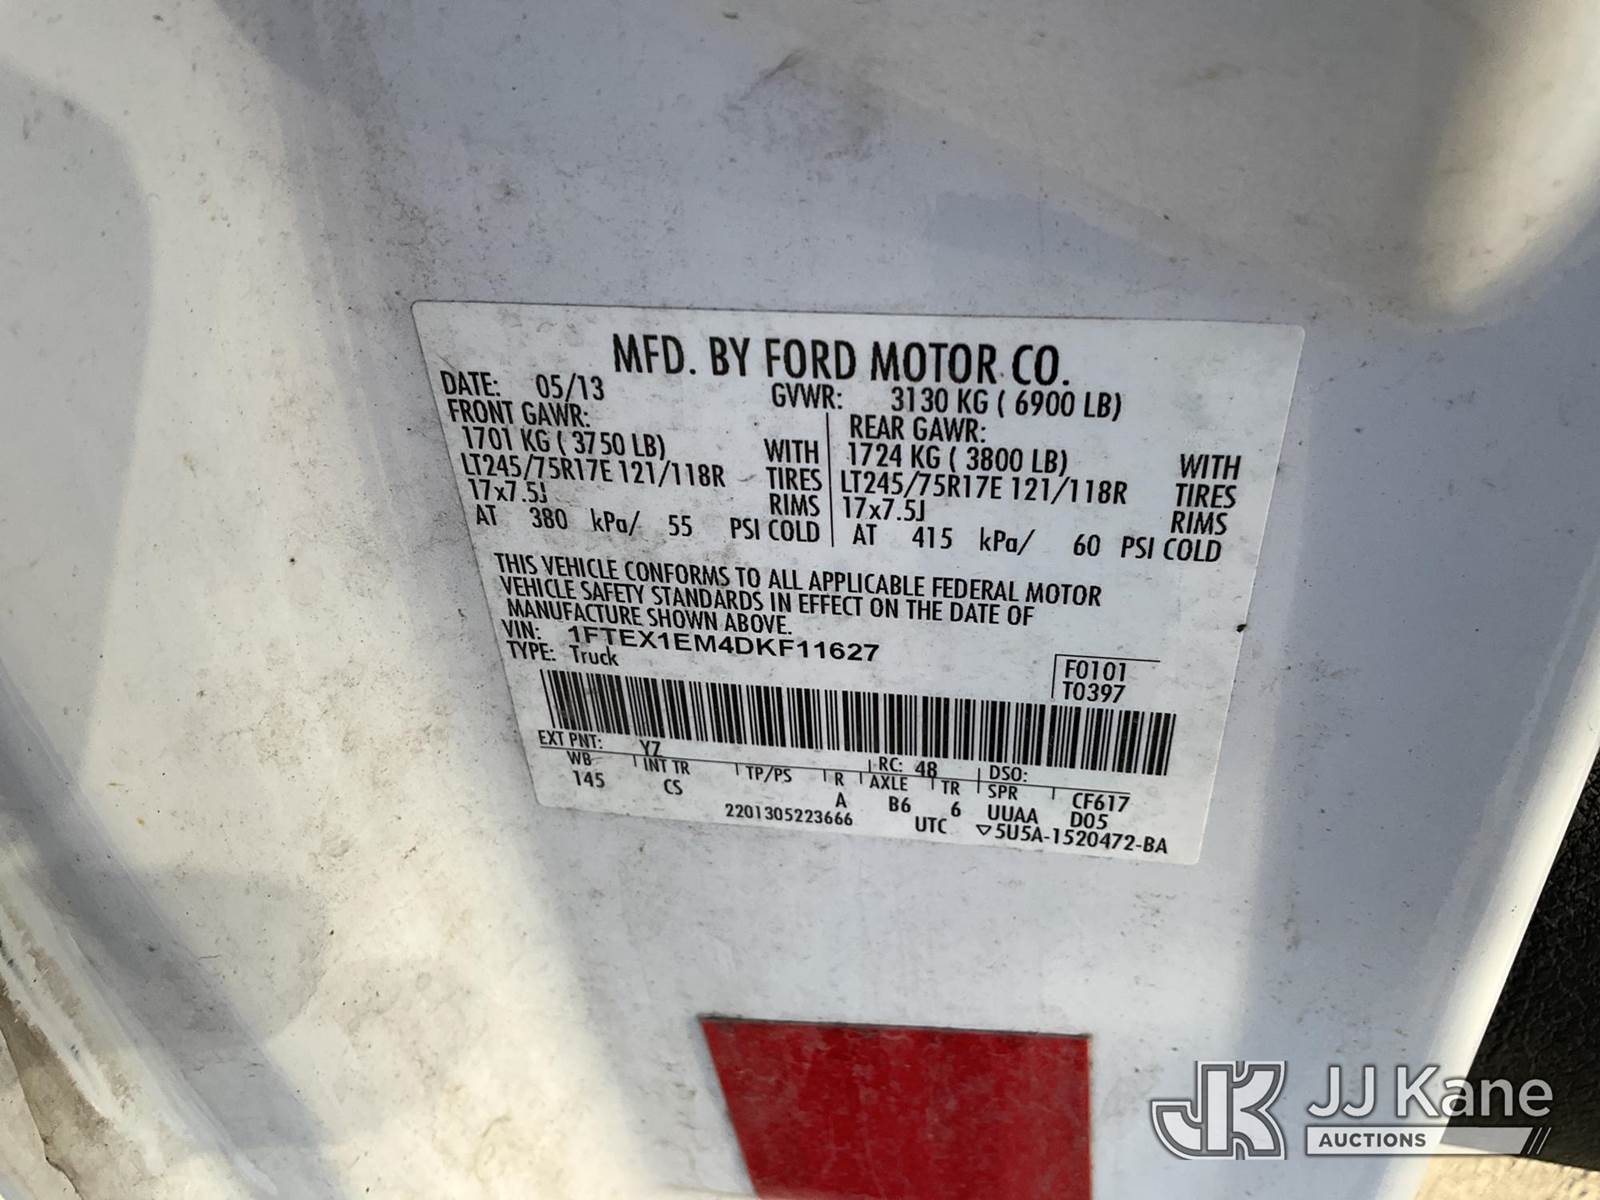 MFD. BY FORD MOTOR CO.
DATE: 05/13 GVWR: 3130 KG ( 6900 LB)
FRONT GAWR: REAR GAWR:
1701 KG ( 3750 LB) WITH 1724 KG ( 3800 LB) WITH
LT245/75R17E 121/118R TIRES LT245/75R17E 121/118R TIRES
17x7.5J RIMS 17x7.5J RIMS
AT 380 kPa/ 55 PSI COLD AT 415 kPa/ 60 PSI COLD
THIS VEHICLE CONFORMS TO ALL APPLICABLE FEDERAL MOTOR
VEHICLE SAFETY STANDARDS IN EFFECT ON THE DATE OF
MANUFACTURE SHOWN ABOVE.
VIN: 1FTEX1EM4DKF11627
TYPE: Truck
F0101
T0397
EXT PNT: YZ RC: 48 DSO:
WB INT TR TP/PS R AXLE TR SPR CF617
145 CS A B6 6 UUAA D05
2201305223666 UTC ▽5U5A-1520472-BA
JK JJ Kane
AUCTIONS